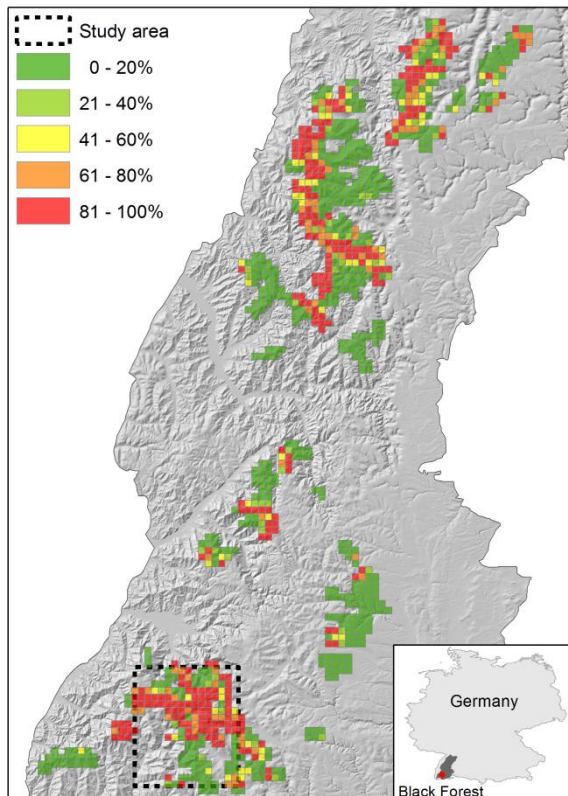 Study area
0 - 20%
21 - 40%
41 - 60%
61 - 80%
81 - 100%
Germany
Black Forest